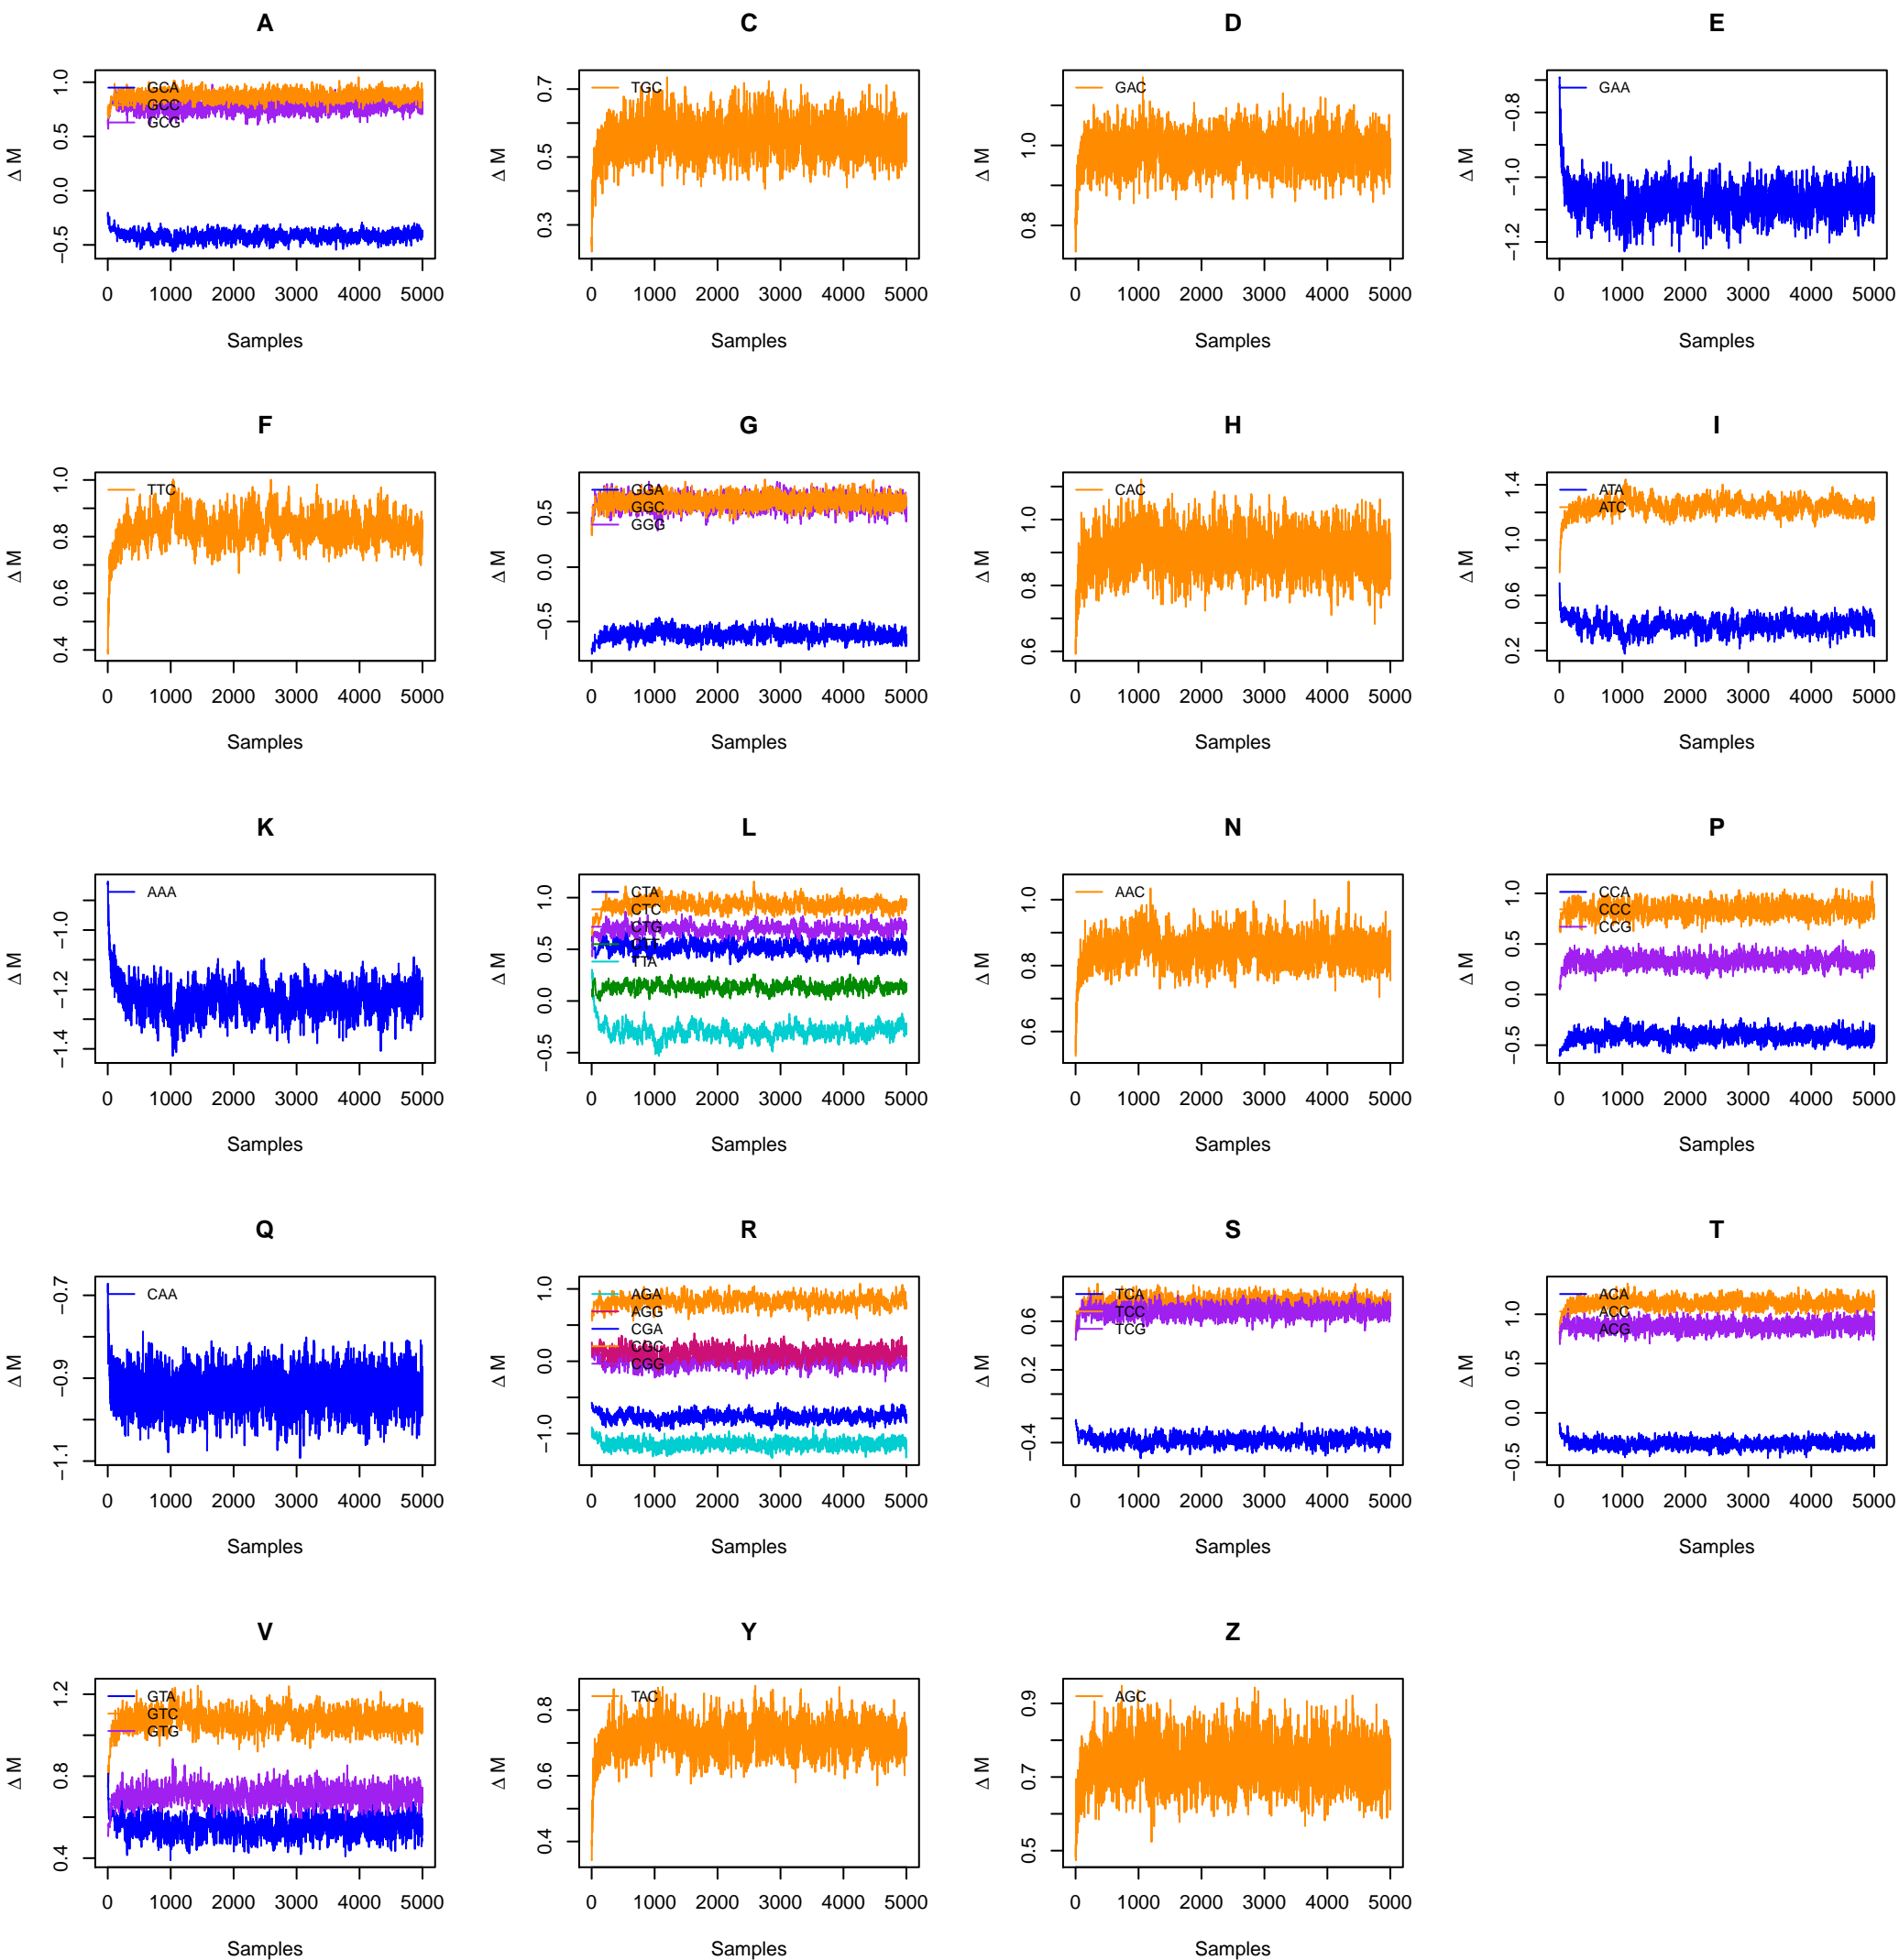 A
C
D
E
Δ M
1.0
0.5
0.0
−0.5
GCA
GCC
GCG
0 1000 2000 3000 4000 5000
Samples
Δ M
0.7
0.5
0.3
TGC
0 1000 2000 3000 4000 5000
Samples
Δ M
1.0
0.8
GAC
0 1000 2000 3000 4000 5000
Samples
Δ M
−0.8
−1.0
−1.2
GAA
0 1000 2000 3000 4000 5000
Samples
F
G
H
I
Δ M
1.0
0.8
0.6
0.4
TTC
0 1000 2000 3000 4000 5000
Samples
Δ M
0.5
0.0
−0.5
GGA
GGC
GGG
0 1000 2000 3000 4000 5000
Samples
Δ M
1.0
0.8
0.6
CAC
0 1000 2000 3000 4000 5000
Samples
Δ M
1.4
1.0
0.6
0.2
ATA
ATC
0 1000 2000 3000 4000 5000
Samples
K
L
N
P
Δ M
−1.0
−1.2
−1.4
AAA
0 1000 2000 3000 4000 5000
Samples
Δ M
1.0
0.5
0.0
−0.5
CTA
CTC
CTG
CTT
TTA
0 1000 2000 3000 4000 5000
Samples
Δ M
1.0
0.8
0.6
AAC
0 1000 2000 3000 4000 5000
Samples
Δ M
1.0
0.5
0.0
−0.5
CCA
CCC
CCG
0 1000 2000 3000 4000 5000
Samples
Q
R
S
T
Δ M
−0.7
−0.9
−1.1
CAA
0 1000 2000 3000 4000 5000
Samples
Δ M
1.0
0.0
−1.0
AGA
AGG
CGA
CGC
CGG
0 1000 2000 3000 4000 5000
Samples
Δ M
0.6
0.2
−0.4
TCA
TCC
TCG
0 1000 2000 3000 4000 5000
Samples
Δ M
1.0
0.5
0.0
−0.5
ACA
ACC
ACG
0 1000 2000 3000 4000 5000
Samples
V
Y
Z
Δ M
1.2
0.8
0.4
GTA
GTC
GTG
0 1000 2000 3000 4000 5000
Samples
Δ M
0.8
0.6
0.4
TAC
0 1000 2000 3000 4000 5000
Samples
Δ M
0.9
0.7
0.5
AGC
0 1000 2000 3000 4000 5000
Samples